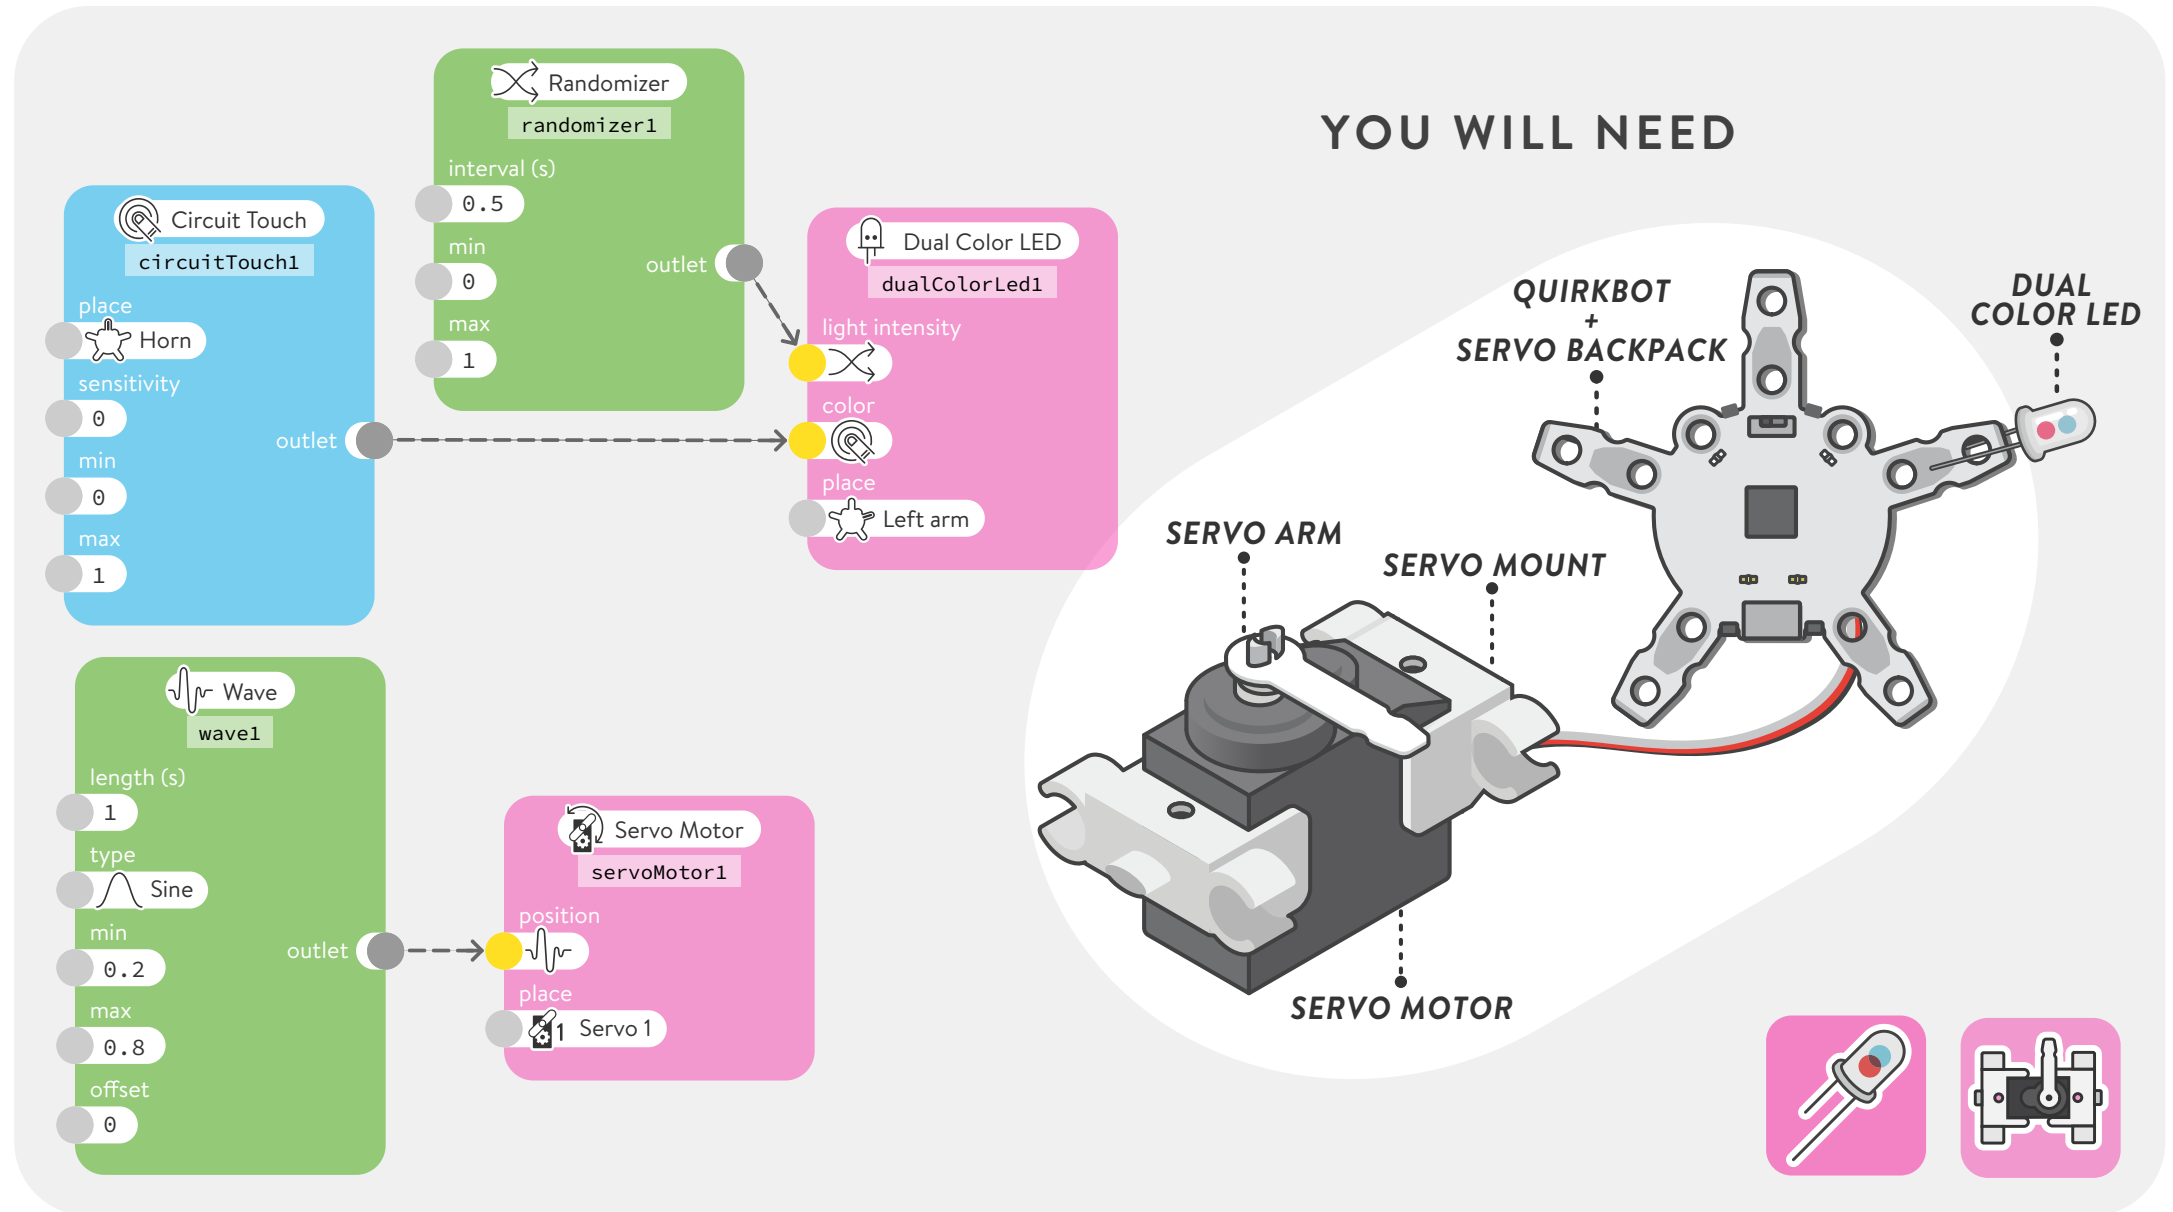 Randomizer
randomizer1
interval (s)
0.5
min
0
max
1
outlet
Circuit Touch
circuitTouch1
place
Horn
sensitivity
0
min
0
max
1
outlet
Dual Color LED
dualColorLed1
light intensity
color
place
Left arm
Wave
wave1
length (s)
1
type
Sine
min
0.2
max
0.8
offset
0
outlet
Servo Motor
servoMotor1
position
place
1 Servo 1
YOU WILL NEED
QUIRKBOT
+
SERVO BACKPACK
DUAL
COLOR LED
SERVO ARM
SERVO MOUNT
SERVO MOTOR